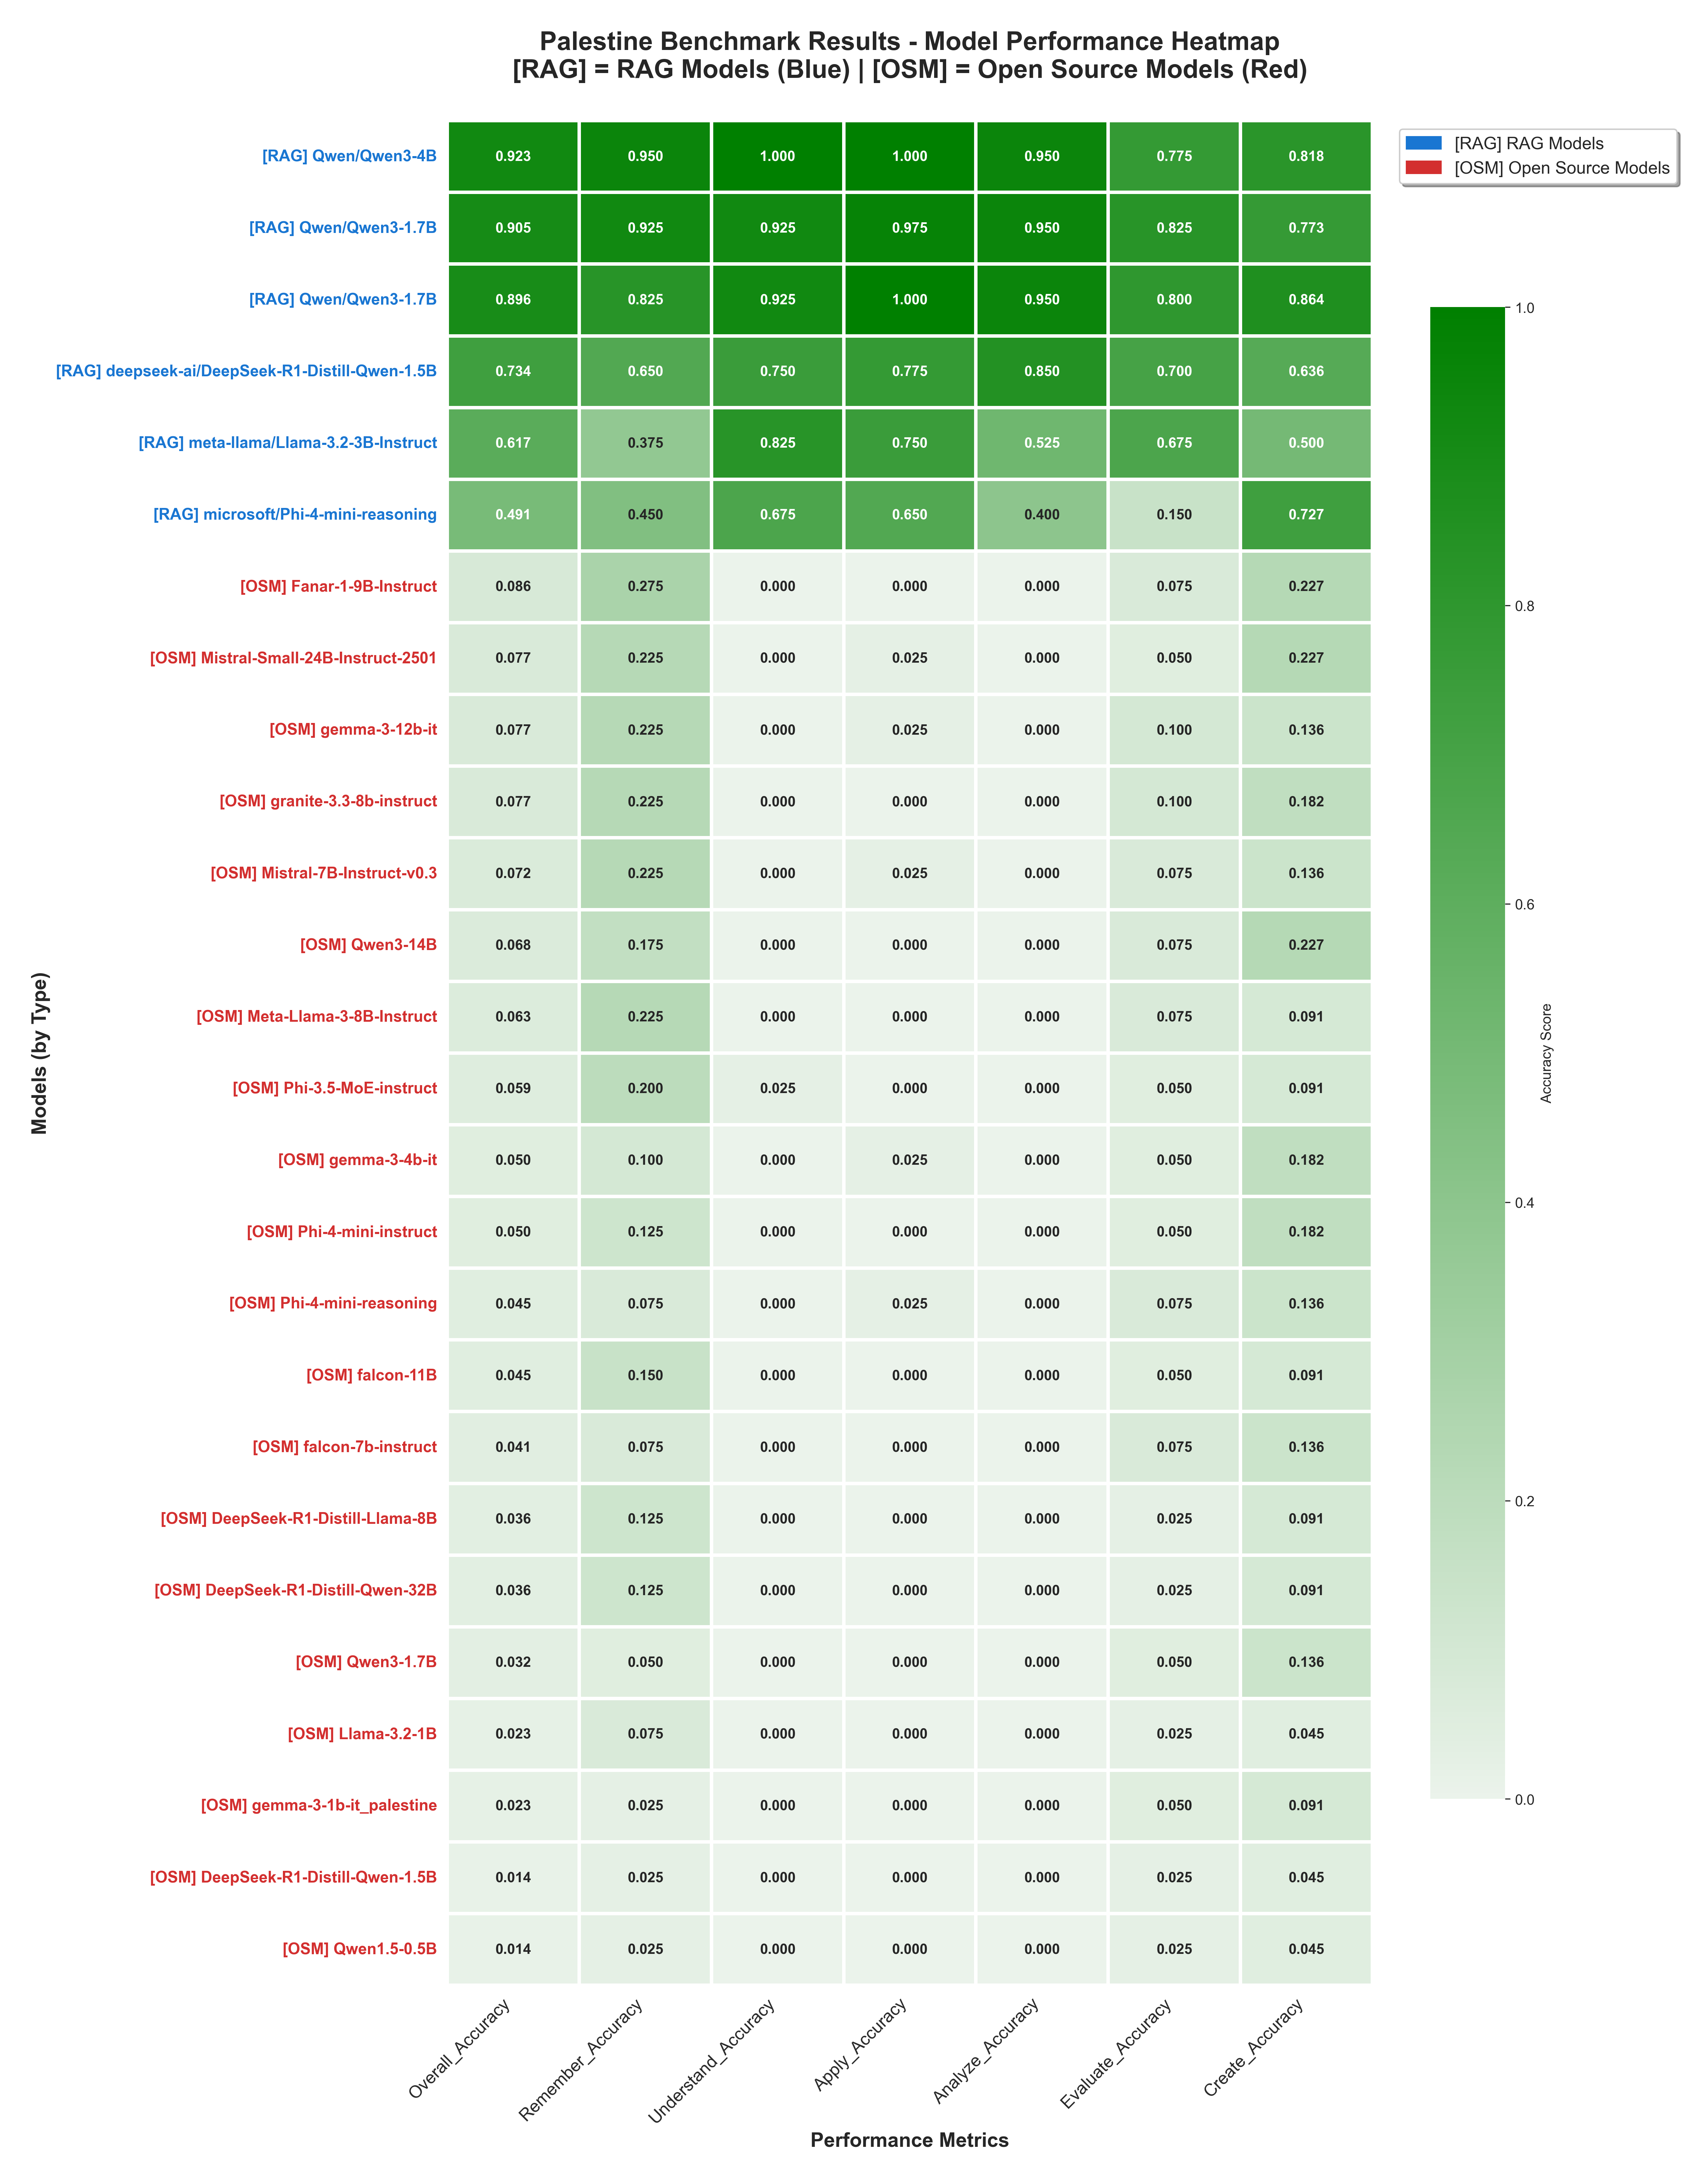 Palestine Benchmark Results - Model Performance Heatmap
[RAG] = RAG Models (Blue) | [OSM] = Open Source Models (Red)
[RAG] RAG Models
[OSM] Open Source Models
[RAG] Qwen/Qwen3-4B 0.923 0.950 1.000 1.000 0.950 0.775 0.818
[RAG] Qwen/Qwen3-1.7B 0.905 0.925 0.925 0.975 0.950 0.825 0.773
[RAG] Qwen/Qwen3-1.7B 0.896 0.825 0.925 1.000 0.950 0.800 0.864
[RAG] deepseek-ai/DeepSeek-R1-Distill-Qwen-1.5B 0.734 0.650 0.750 0.775 0.850 0.700 0.636
[RAG] meta-llama/Llama-3.2-3B-Instruct 0.617 0.375 0.825 0.750 0.525 0.675 0.500
[RAG] microsoft/Phi-4-mini-reasoning 0.491 0.450 0.675 0.650 0.400 0.150 0.727
[OSM] Fanar-1-9B-Instruct 0.086 0.275 0.000 0.000 0.000 0.075 0.227
[OSM] Mistral-Small-24B-Instruct-2501 0.077 0.225 0.000 0.025 0.000 0.050 0.227
[OSM] gemma-3-12b-it 0.077 0.225 0.000 0.025 0.000 0.100 0.136
[OSM] granite-3.3-8b-instruct 0.077 0.225 0.000 0.000 0.000 0.100 0.182
[OSM] Mistral-7B-Instruct-v0.3 0.072 0.225 0.000 0.025 0.000 0.075 0.136
[OSM] Qwen3-14B 0.068 0.175 0.000 0.000 0.000 0.075 0.227
[OSM] Meta-Llama-3-8B-Instruct 0.063 0.225 0.000 0.000 0.000 0.075 0.091
[OSM] Phi-3.5-MoE-instruct 0.059 0.200 0.025 0.000 0.000 0.050 0.091
[OSM] gemma-3-4b-it 0.050 0.100 0.000 0.025 0.000 0.050 0.182
[OSM] Phi-4-mini-instruct 0.050 0.125 0.000 0.000 0.000 0.050 0.182
[OSM] Phi-4-mini-reasoning 0.045 0.075 0.000 0.025 0.000 0.075 0.136
[OSM] falcon-11B 0.045 0.150 0.000 0.000 0.000 0.050 0.091
[OSM] falcon-7b-instruct 0.041 0.075 0.000 0.000 0.000 0.075 0.136
[OSM] DeepSeek-R1-Distill-Llama-8B 0.036 0.125 0.000 0.000 0.000 0.025 0.091
[OSM] DeepSeek-R1-Distill-Qwen-32B 0.036 0.125 0.000 0.000 0.000 0.025 0.091
[OSM] Qwen3-1.7B 0.032 0.050 0.000 0.000 0.000 0.050 0.136
[OSM] Llama-3.2-1B 0.023 0.075 0.000 0.000 0.000 0.025 0.045
[OSM] gemma-3-1b-it_palestine 0.023 0.025 0.000 0.000 0.000 0.050 0.091
[OSM] DeepSeek-R1-Distill-Qwen-1.5B 0.014 0.025 0.000 0.000 0.000 0.025 0.045
[OSM] Qwen1.5-0.5B 0.014 0.025 0.000 0.000 0.000 0.025 0.045
Models (by Type)
Overall_Accuracy
Remember_Accuracy
Understand_Accuracy
Apply_Accuracy
Analyze_Accuracy
Evaluate_Accuracy
Create_Accuracy
Performance Metrics
1.0
0.8
0.6
0.4
0.2
0.0
Accuracy Score